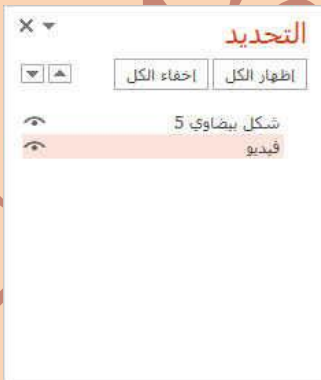 التحديد
إظهار الكل إخفاء الكل
شكل بيضاوي 5
فيديو